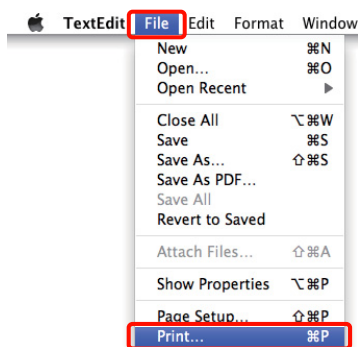 TextEdit File Edit Format Window
New ⌘N
Open... ⌘O
Open Recent ▶
Close All ⌥⌘W
Save ⌘S
Save As... ⇧⌘S
Save As PDF...
Save All
Revert to Saved
Attach Files... ⇧⌘A
Show Properties ⌥⌘P
Page Setup... ⇧⌘P
Print... ⌘P